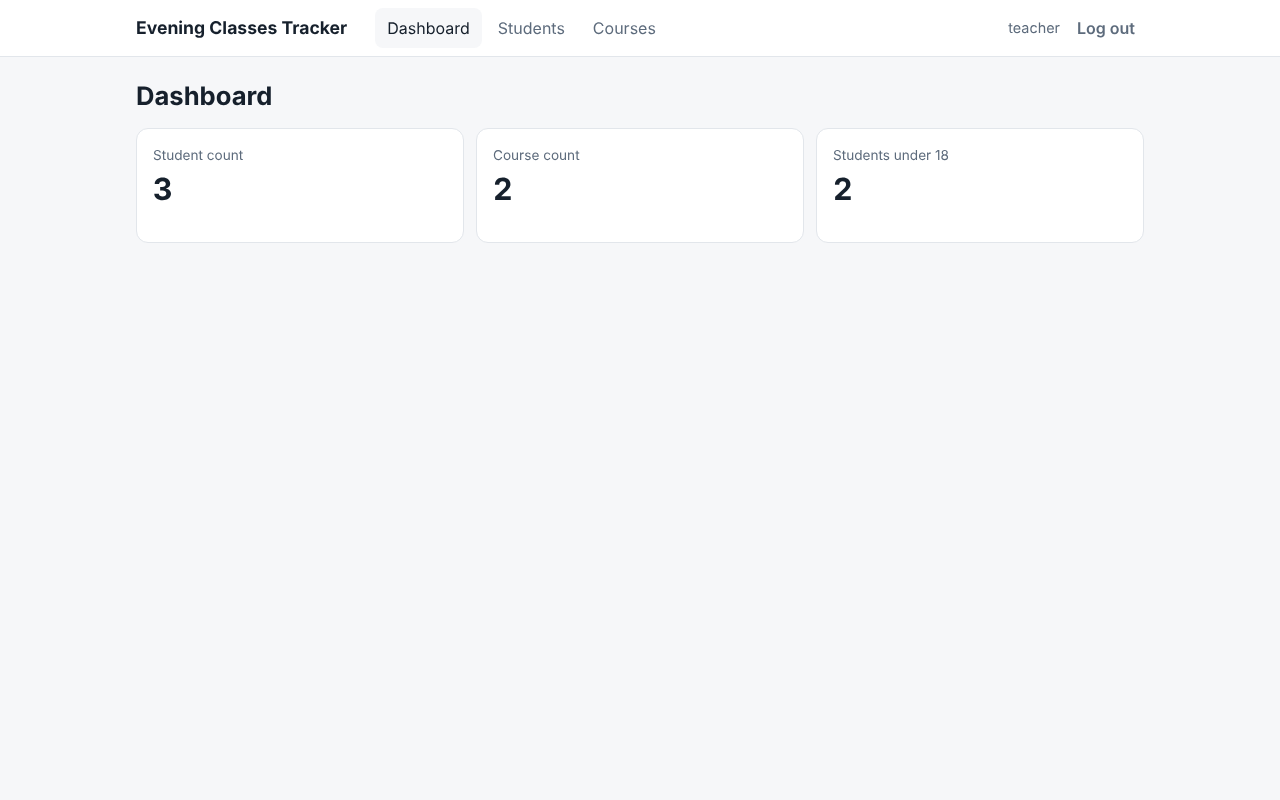 Evening Classes Tracker
Dashboard
Students
Courses
teacher
Log out
Dashboard
Student count
3
Course count
2
Students under 18
2